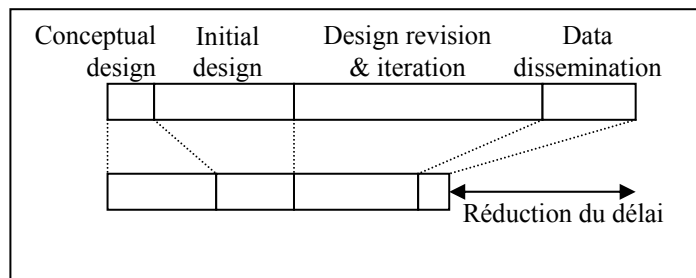 Conceptual design
Initial design
Design revision & iteration
Data dissemination
Réduction du délai